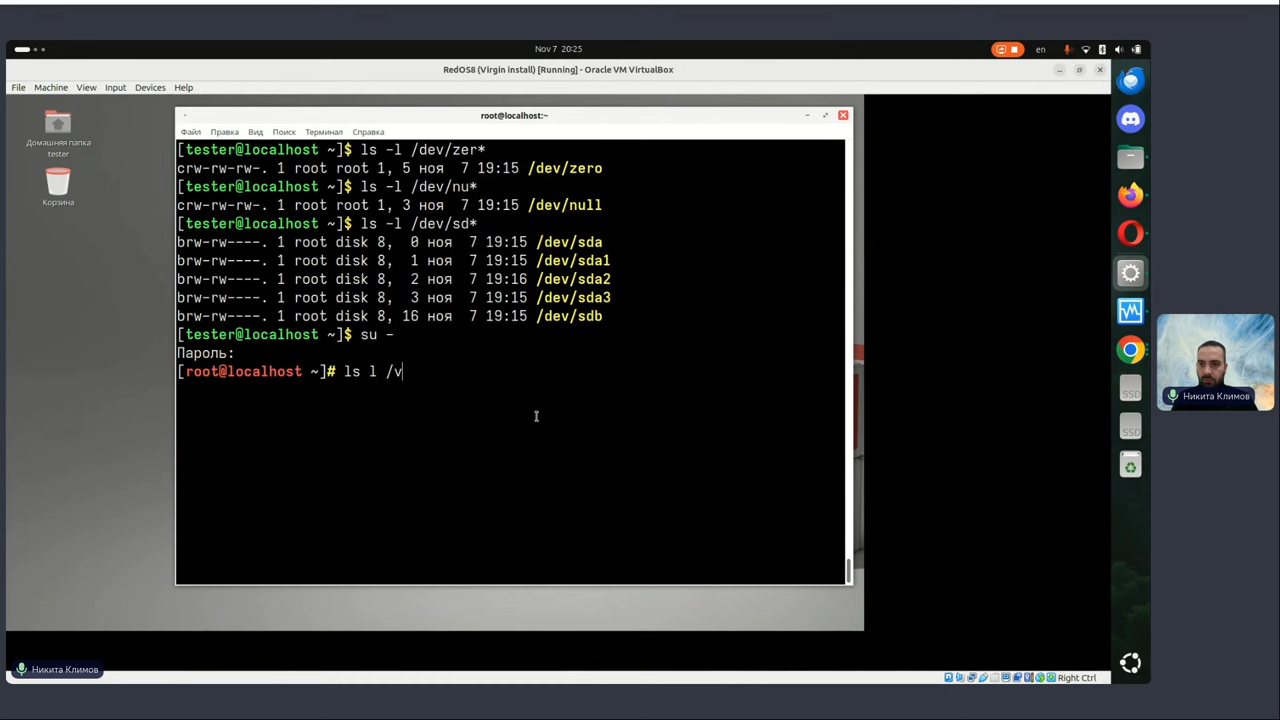 Nov 7 20:25
en
RedOS8 (Virgin install) [Running] - Oracle VM VirtualBox
File Machine View Input Devices Help
Домашняя папка
tester
Корзина
root@localhost:~
Файл Правка Вид Поиск Терминал Справка
[tester@localhost ~]$ ls -l /dev/zer*
crw-rw-rw-. 1 root root 1, 5 ноя  7 19:15 /dev/zero
[tester@localhost ~]$ ls -l /dev/nu*
crw-rw-rw-. 1 root root 1, 3 ноя  7 19:15 /dev/null
[tester@localhost ~]$ ls -l /dev/sd*
brw-rw----. 1 root disk 8,  0 ноя  7 19:15 /dev/sda
brw-rw----. 1 root disk 8,  1 ноя  7 19:15 /dev/sda1
brw-rw----. 1 root disk 8,  2 ноя  7 19:16 /dev/sda2
brw-rw----. 1 root disk 8,  3 ноя  7 19:15 /dev/sda3
brw-rw----. 1 root disk 8, 16 ноя  7 19:15 /dev/sdb
[tester@localhost ~]$ su -
Пароль:
[root@localhost ~]# ls l /v
SSD
SSD
Никита Климов
Никита Климов
Right Ctrl